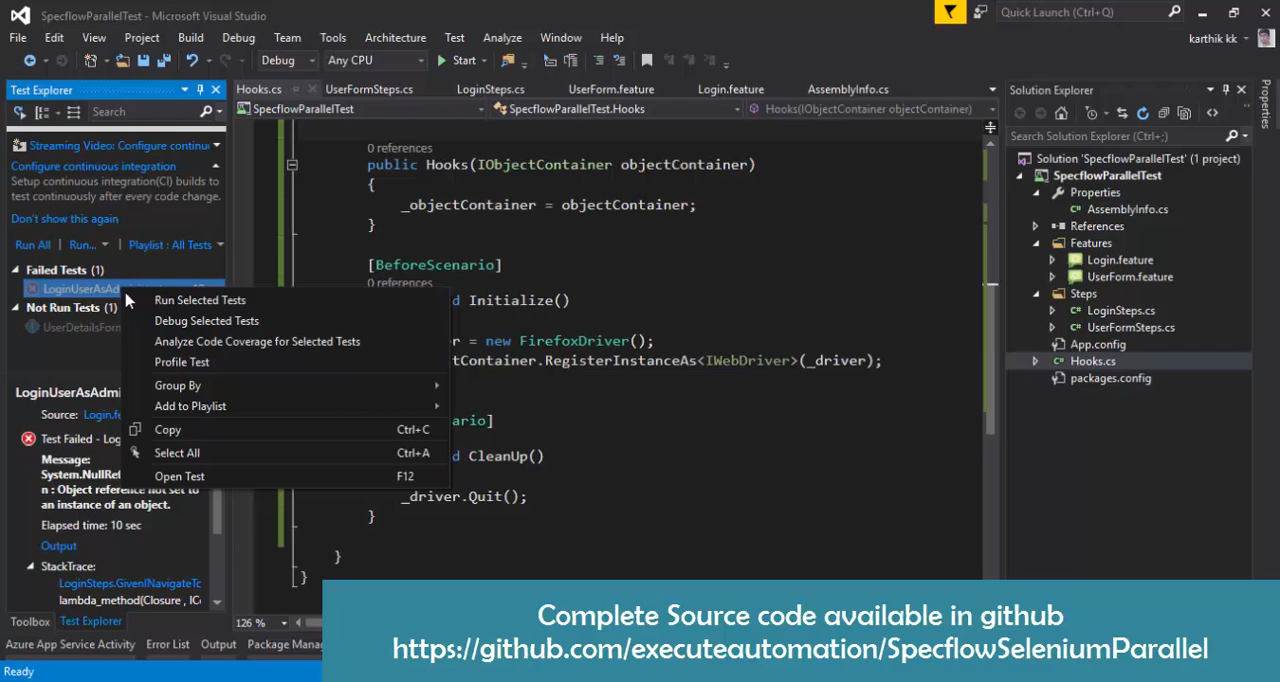 SpecflowParallelTest - Microsoft Visual Studio
Quick Launch (Ctrl+Q)
File Edit View Project Build Debug Team Tools Architecture Test Analyze Window Help
karthik kk
Debug Any CPU Start
Test Explorer
Search
Streaming Video: Configure continu
Configure continuous integration
Setup continuous integration(CI) builds to
test continuously after every code change.
Don't show this again
Run All | Run... | Playlist : All Tests
Failed Tests (1)
LoginUserAsAd
Not Run Tests (1)
UserDetailsForm
LoginUserAsAdmi
Source: Login.fe
Test Failed - Log
Message:
System.NullRef
n : Object reference not set to
an instance of an object.
Elapsed time: 10 sec
Output
StackTrace:
LoginSteps.GivenINavigateTo
lambda_method(Closure , IC
Toolbox Test Explorer
Azure App Service Activity Error List Output Package Mana
Ready
Run Selected Tests
Debug Selected Tests
Analyze Code Coverage for Selected Tests
Profile Test
Group By
Add to Playlist
Copy Ctrl+C
Select All Ctrl+A
Open Test F12
Hooks.cs UserFormSteps.cs LoginSteps.cs UserForm.feature Login.feature AssemblyInfo.cs
SpecflowParallelTest SpecflowParallelTest.Hooks Hooks(IObjectContainer objectContainer)
0 references
public Hooks(IObjectContainer objectContainer)
{
_objectContainer = objectContainer;
}
[BeforeScenario]
0 references
d Initialize()
r = new FirefoxDriver();
tContainer.RegisterInstanceAs<IWebDriver>(_driver);
ario]
d CleanUp()
_driver.Quit();
}
}
}
126 %
Solution Explorer
Search Solution Explorer (Ctrl+;)
Solution 'SpecflowParallelTest' (1 project)
SpecflowParallelTest
Properties
AssemblyInfo.cs
References
Features
Login.feature
UserForm.feature
Steps
LoginSteps.cs
UserFormSteps.cs
App.config
Hooks.cs
packages.config
Properties
Complete Source code available in github
https://github.com/executeautomation/SpecflowSeleniumParallel